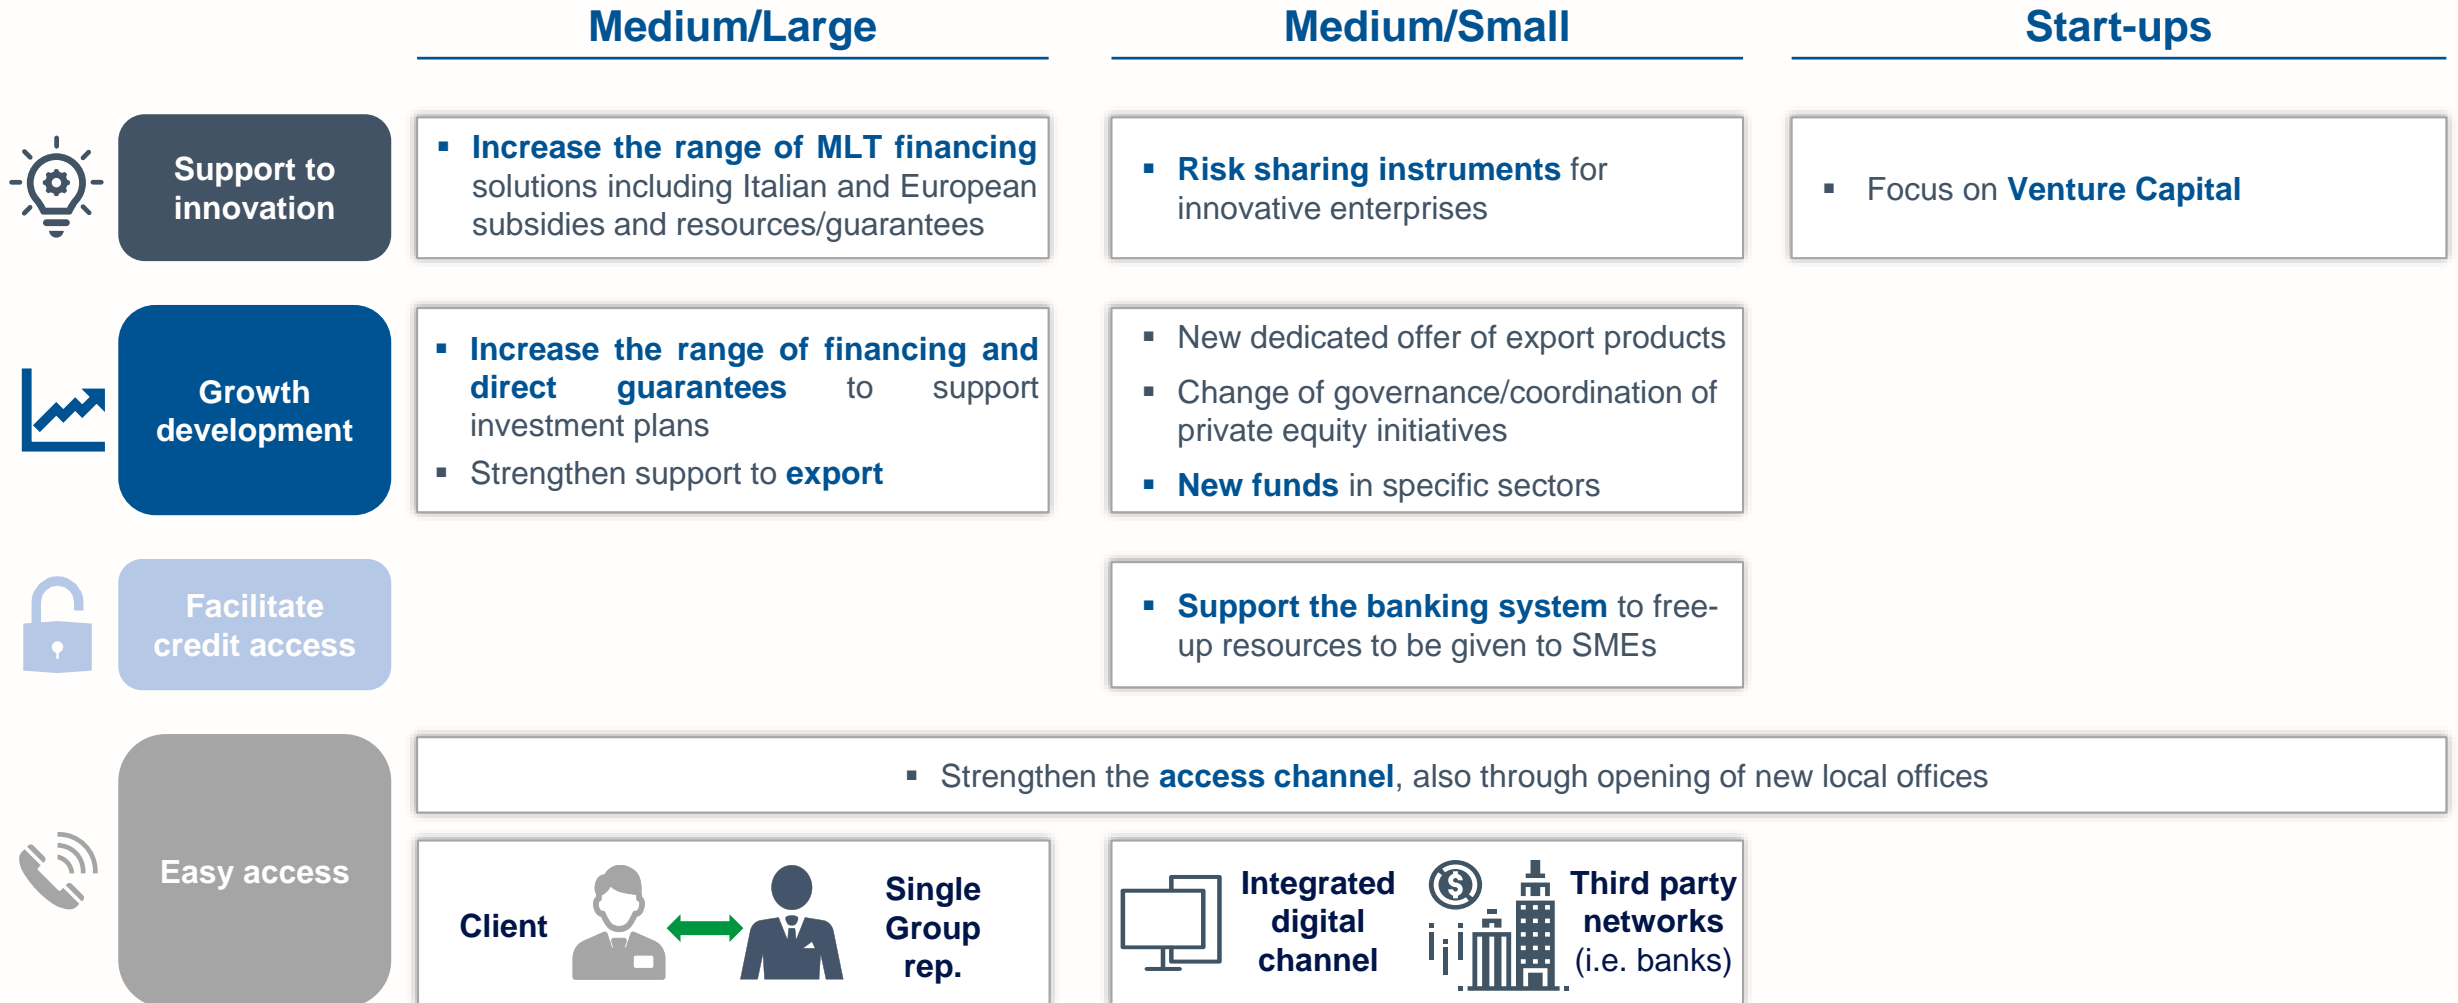 Medium/Large
Medium/Small
Start-ups
Support to
innovation
▪ Increase the range of MLT financing
solutions including Italian and European
subsidies and resources/guarantees
▪ Risk sharing instruments for
innovative enterprises
▪ Focus on Venture Capital
Growth
development
▪ Increase the range of financing and
direct guarantees to support
investment plans
▪ Strengthen support to export
▪ New dedicated offer of export products
▪ Change of governance/coordination of
private equity initiatives
▪ New funds in specific sectors
Facilitate
credit access
▪ Support the banking system to free-
up resources to be given to SMEs
Easy access
▪ Strengthen the access channel, also through opening of new local offices
Client
Single
Group
rep.
Integrated
digital
channel
$
Third party
networks
(i.e. banks)